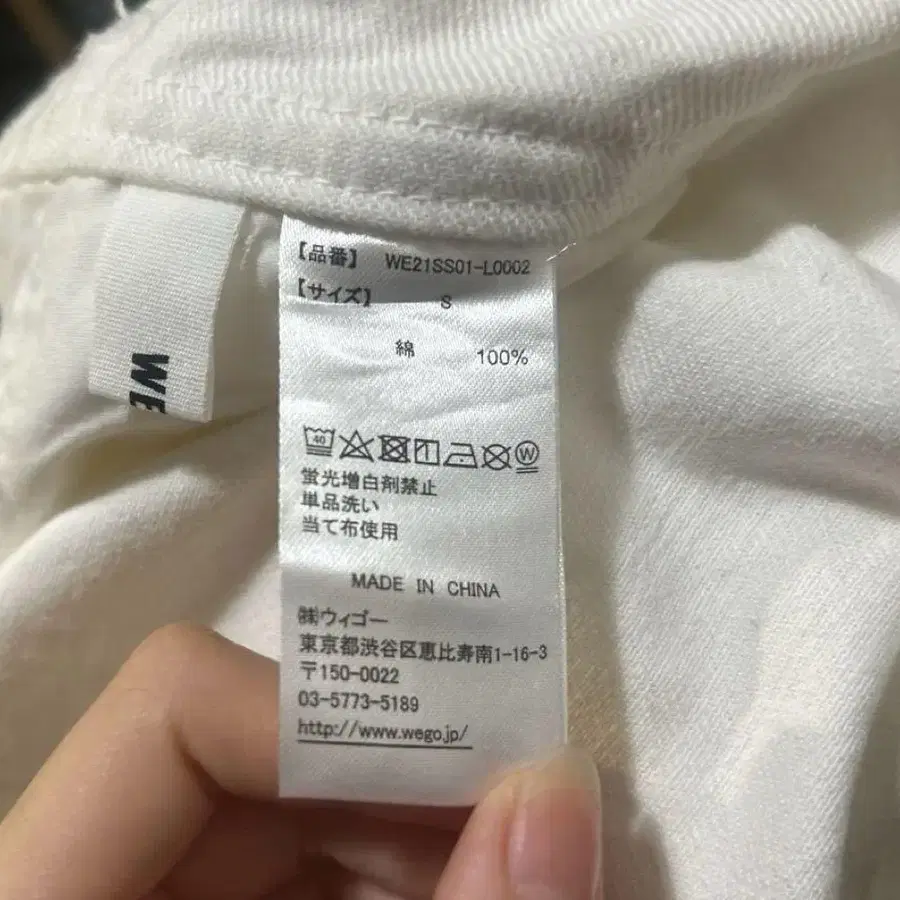 WE
【品番】 WE21SS01-L0002
【サイズ】 S
綿 100%
40
W
蛍光増白剤禁止
単品洗い
当て布使用
MADE IN CHINA
㈱ウィゴー
東京都渋谷区恵比寿南1-16-3
〒150-0022
03-5773-5189
http://www.wego.jp/